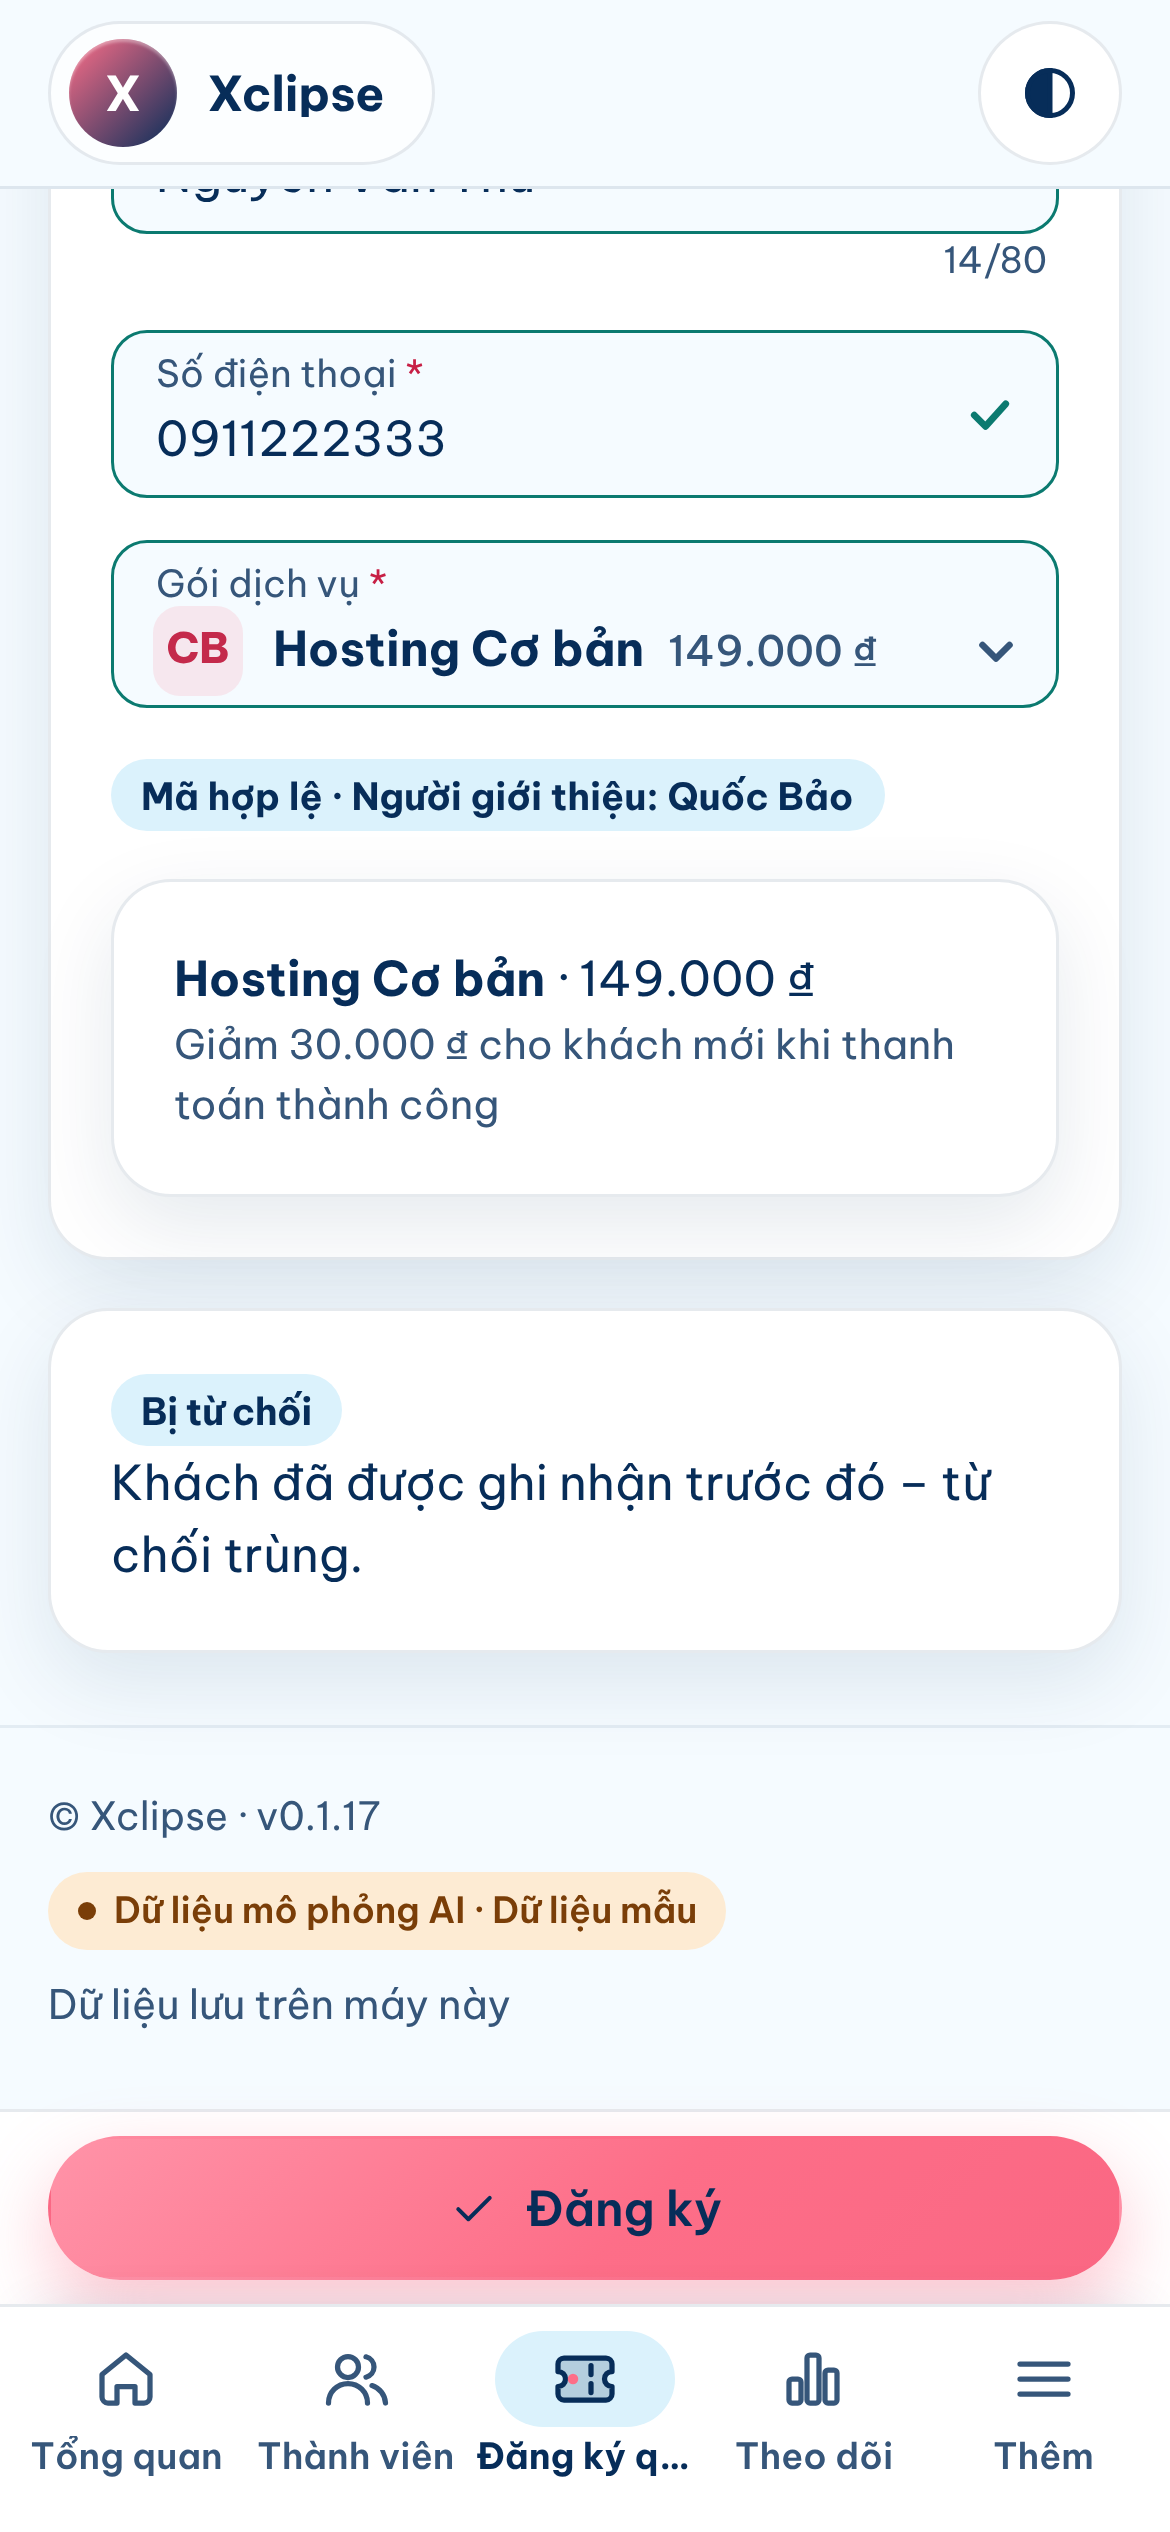 X Xclipse
14/80
Số điện thoại *
0911222333
Gói dịch vụ *
CB Hosting Cơ bản 149.000 ₫
Mã hợp lệ · Người giới thiệu: Quốc Bảo
Hosting Cơ bản · 149.000 ₫
Giảm 30.000 ₫ cho khách mới khi thanh
toán thành công
Bị từ chối
Khách đã được ghi nhận trước đó – từ
chối trùng.
© Xclipse · v0.1.17
Dữ liệu mô phỏng AI · Dữ liệu mẫu
Dữ liệu lưu trên máy này
Đăng ký
Tổng quan Thành viên Đăng ký q... Theo dõi Thêm